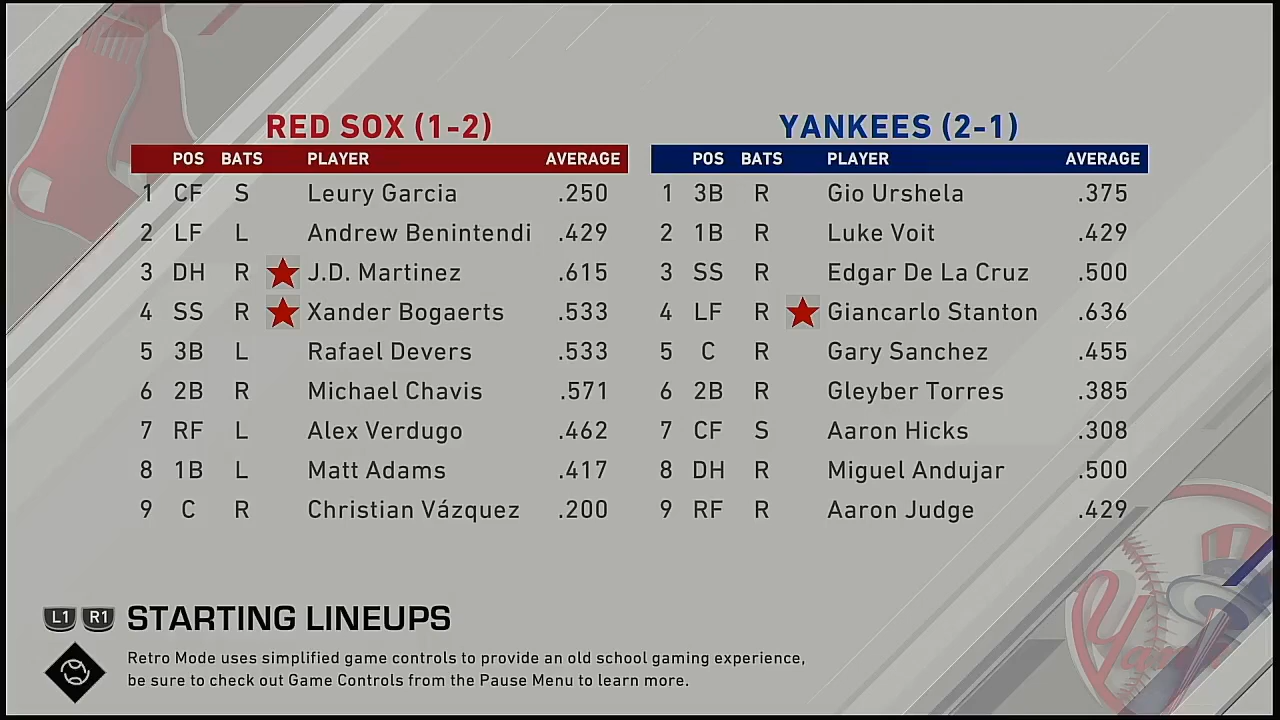 RED SOX (1-2)
POS BATS PLAYER AVERAGE
1 CF S Leury Garcia .250
2 LF L Andrew Benintendi .429
3 DH R J.D. Martinez .615
4 SS R Xander Bogaerts .533
5 3B L Rafael Devers .533
6 2B R Michael Chavis .571
7 RF L Alex Verdugo .462
8 1B L Matt Adams .417
9 C R Christian Vázquez .200
YANKEES (2-1)
POS BATS PLAYER AVERAGE
1 3B R Gio Urshela .375
2 1B R Luke Voit .429
3 SS R Edgar De La Cruz .500
4 LF R Giancarlo Stanton .636
5 C R Gary Sanchez .455
6 2B R Gleyber Torres .385
7 CF S Aaron Hicks .308
8 DH R Miguel Andujar .500
9 RF R Aaron Judge .429
L1 R1 STARTING LINEUPS
Retro Mode uses simplified game controls to provide an old school gaming experience,
be sure to check out Game Controls from the Pause Menu to learn more.